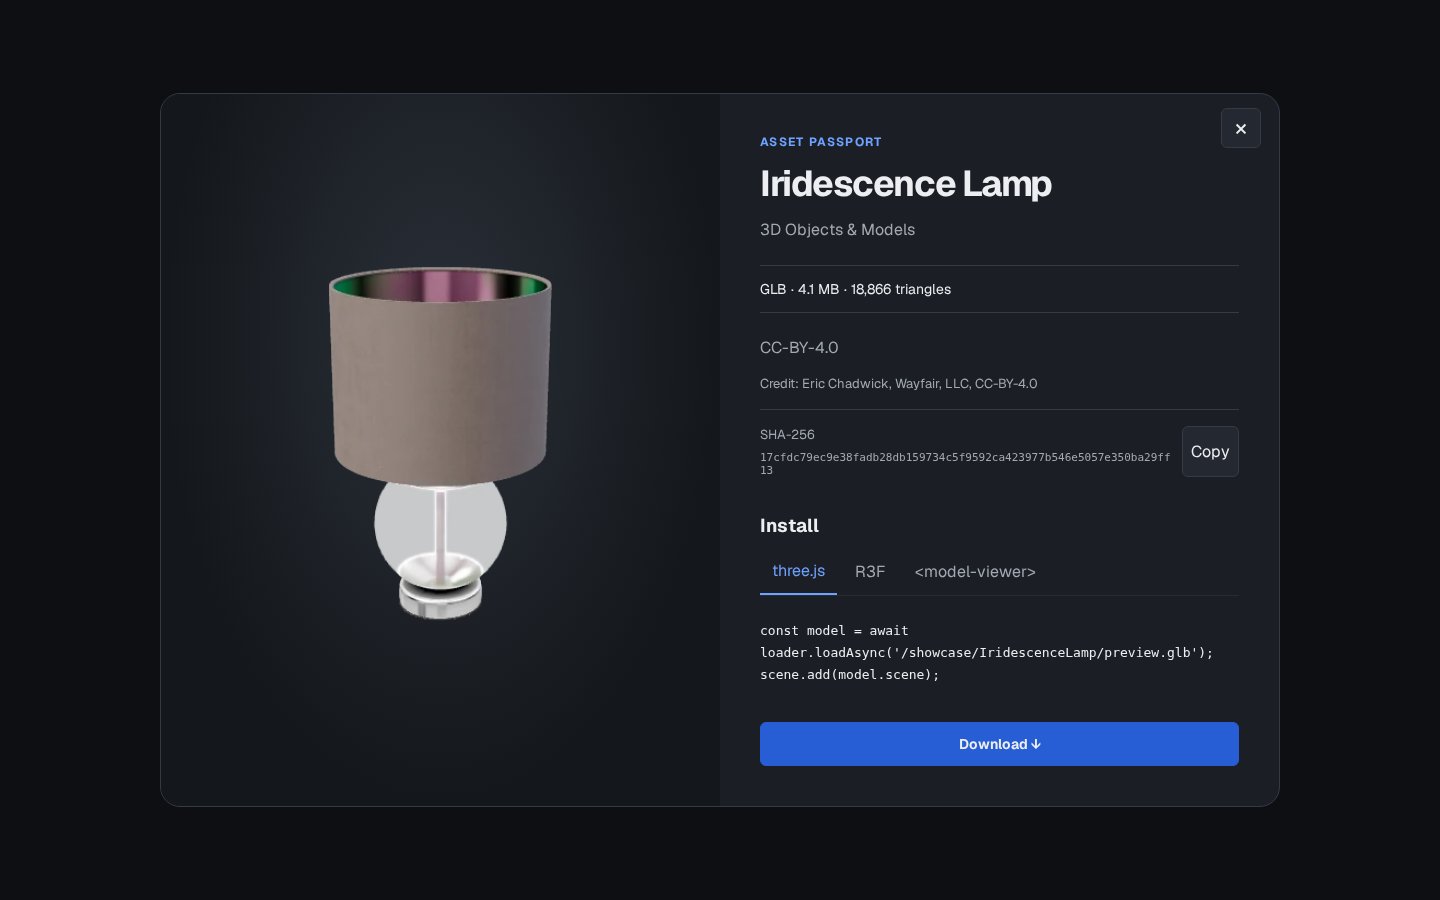 ×
ASSET PASSPORT
Iridescence Lamp
3D Objects & Models
GLB · 4.1 MB · 18,866 triangles
CC-BY-4.0
Credit: Eric Chadwick, Wayfair, LLC, CC-BY-4.0
SHA-256
17cfdc79ec9e38fadb28db159734c5f9592ca423977b546e5057e350ba29ff
13
Copy
Install
three.js R3F <model-viewer>
const model = await
loader.loadAsync('/showcase/IridescenceLamp/preview.glb');
scene.add(model.scene);
Download ↓